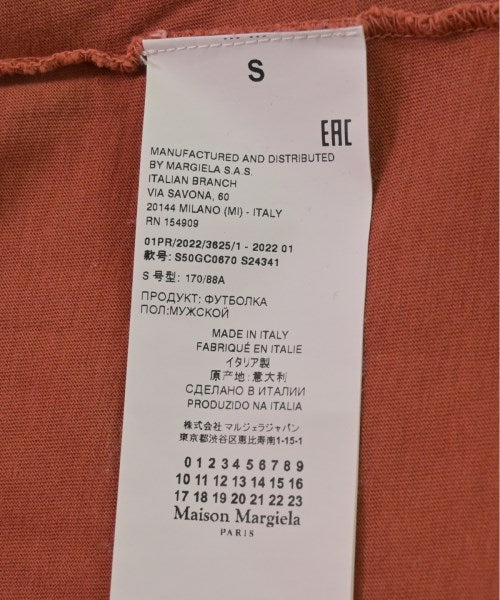 S
EAC
MANUFACTURED AND DISTRIBUTED
BY MARGIELA S.A.S.
ITALIAN BRANCH
VIA SAVONA, 60
20144 MILANO (MI) - ITALY
RN 154909
01PR/2022/3625/1 - 2022 01
款号: S50GC0670 S24341
S 号型: 170/88A
ПРОДУКТ: ФУТБОЛКА
ПОЛ:МУЖСКОЙ
MADE IN ITALY
FABRIQUÉ EN ITALIE
イタリア製
原产地:意大利
СДЕЛАНО В ИТАЛИИ
PRODUZIDO NA ITALIA
株式会社 マルジェラジャパン
東京都渋谷区恵比寿南1-15-1
0 1 2 3 4 5 6 7 8 9
10 11 12 13 14 15 16
17 18 19 20 21 22 23
Maison Margiela
PARIS